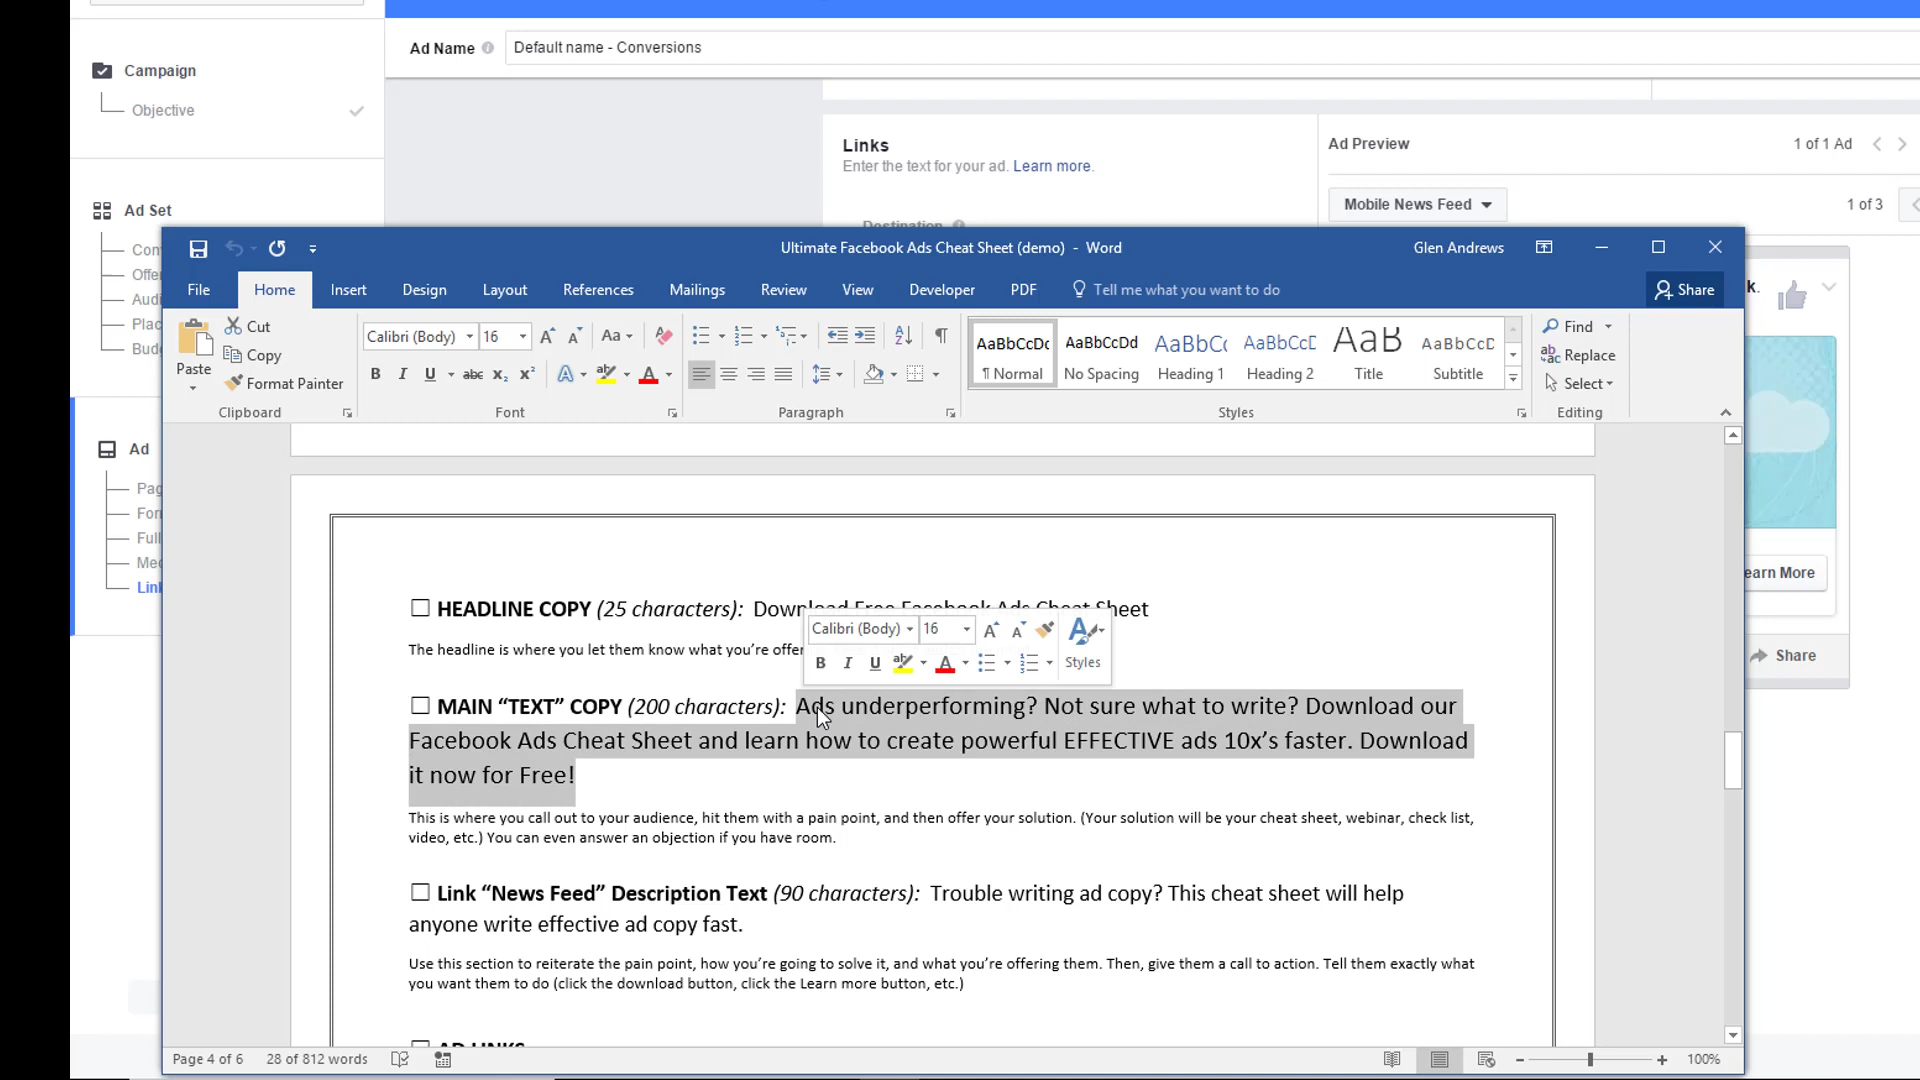 Ad Name
Default name - Conversions
Campaign
Objective
Links
Enter the text for your ad. Learn more.
Ad Preview
1 of 1 Ad
Destination
Mobile News Feed
1 of 3
Ad Set
Ultimate Facebook Ads Cheat Sheet (demo) - Word
Glen Andrews
File
Home
Insert
Design
Layout
References
Mailings
Review
View
Developer
PDF
Tell me what you want to do
Share
Paste
Cut
Copy
Format Painter
Clipboard
Calibri (Body)
16
Aa
B I U abc X₂ X²
Font
Paragraph
AaBbCcDc
¶ Normal
AaBbCcDd
No Spacing
AaBbCc
Heading 1
AaBbCcC
Heading 2
AaB
Title
AaBbCcD
Subtitle
Styles
Find
Replace
Select
Editing
Ad
☐ HEADLINE COPY (25 characters): Download Free Facebook Ads Cheat Sheet
The headline is where you let them know what you’re offer
Calibri (Body)
16
B I U
Styles
☐ MAIN “TEXT” COPY (200 characters): Ads underperforming? Not sure what to write? Download our
Facebook Ads Cheat Sheet and learn how to create powerful EFFECTIVE ads 10x’s faster. Download
it now for Free!
This is where you call out to your audience, hit them with a pain point, and then offer your solution. (Your solution will be your cheat sheet, webinar, check list,
video, etc.) You can even answer an objection if you have room.
☐ Link “News Feed” Description Text (90 characters): Trouble writing ad copy? This cheat sheet will help
anyone write effective ad copy fast.
Use this section to reiterate the pain point, how you’re going to solve it, and what you’re offering them. Then, give them a call to action. Tell them exactly what
you want them to do (click the download button, click the Learn more button, etc.)
☐ AD LINKS
earn More
Share
Page 4 of 6
28 of 812 words
100%